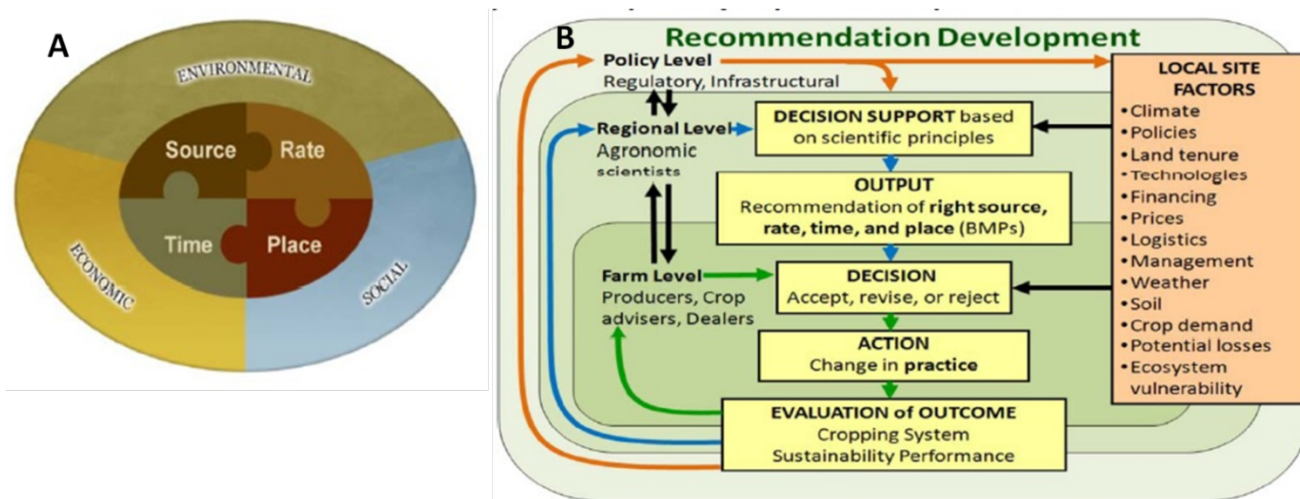 A
ENVIRONMENTAL
Source
Rate
Time
Place
ECONOMIC
SOCIAL
B
Recommendation Development
Policy Level
Regulatory, Infrastructural
Regional Level
Agronomic
scientists
Farm Level
Producers, Crop
advisers, Dealers
DECISION SUPPORT based
on scientific principles
OUTPUT
Recommendation of right source,
rate, time, and place (BMPs)
DECISION
Accept, revise, or reject
ACTION
Change in practice
EVALUATION of OUTCOME
Cropping System
Sustainability Performance
LOCAL SITE
FACTORS
•Climate
•Policies
•Land tenure
•Technologies
•Financing
•Prices
•Logistics
•Management
•Weather
•Soil
•Crop demand
•Potential losses
•Ecosystem
vulnerability